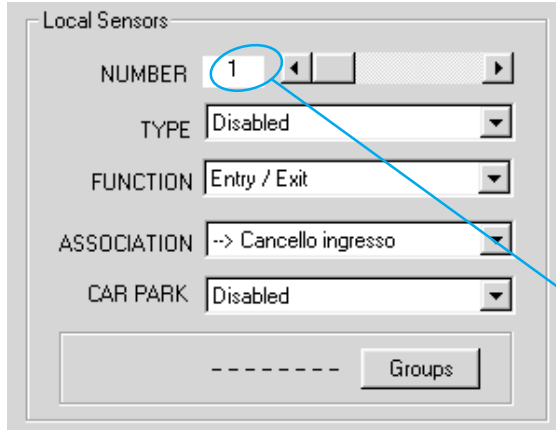 Local Sensors
NUMBER 1
TYPE Disabled
FUNCTION Entry / Exit
ASSOCIATION --> Cancello ingresso
CAR PARK Disabled
- - - - - - - - Groups